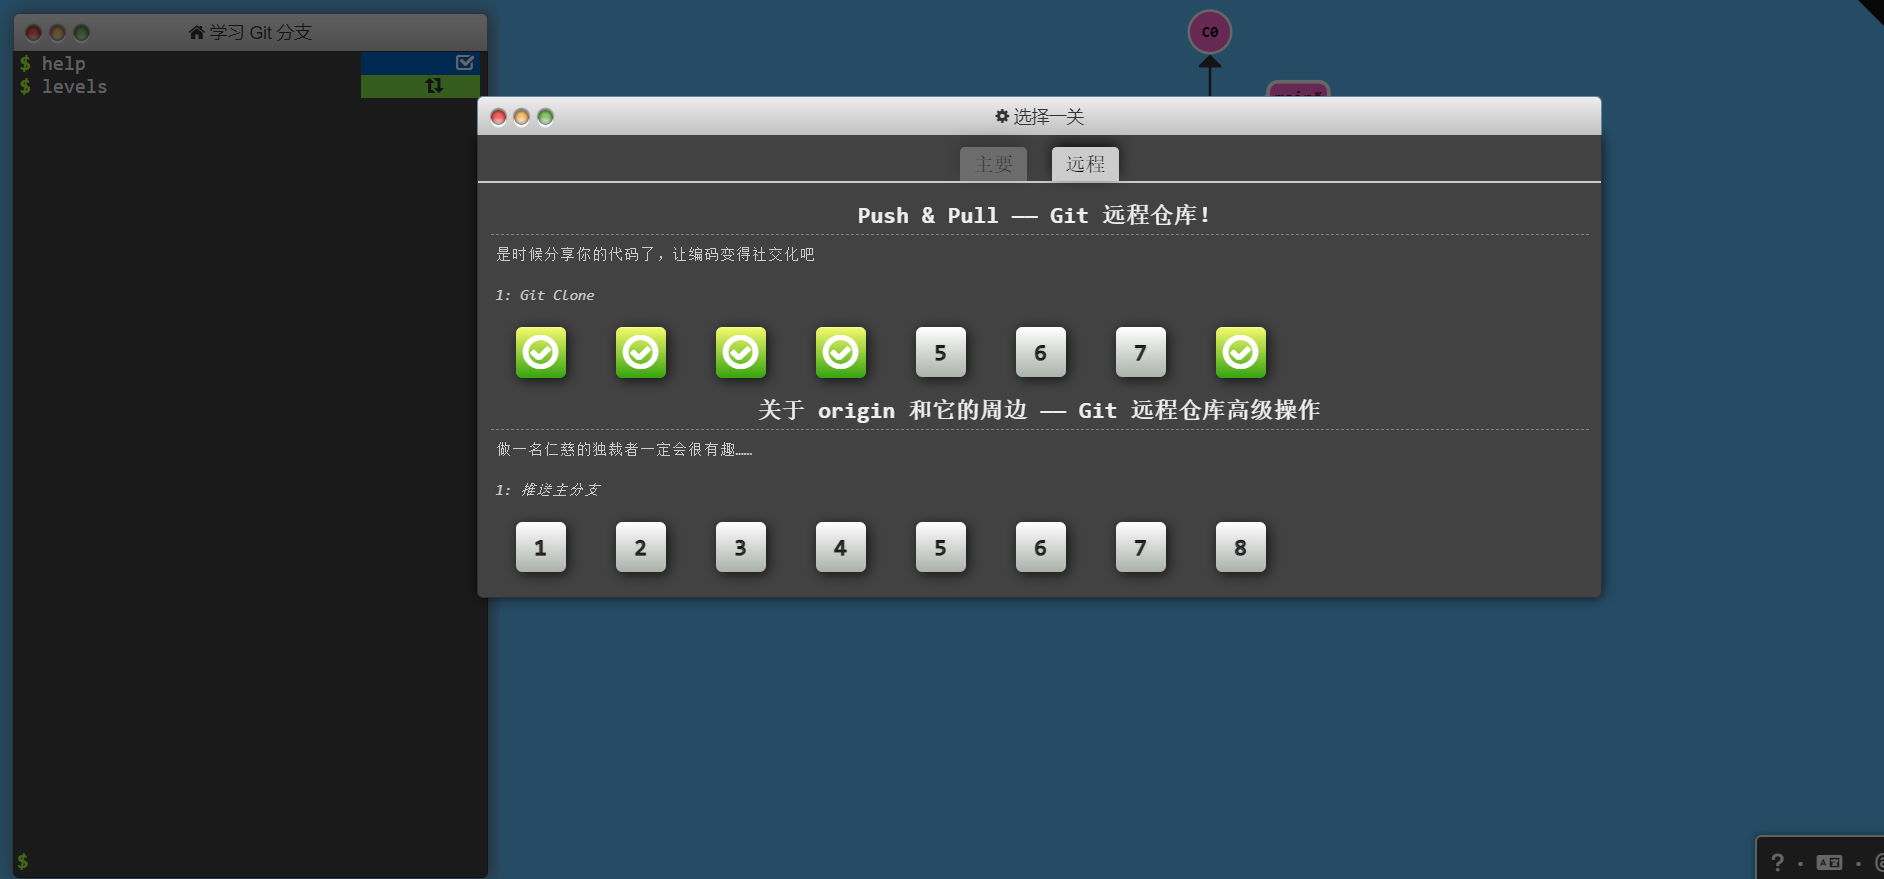 学习 Git 分支
$ help
$ levels
C0
main*
选择一关
主要
远程
Push & Pull —— Git 远程仓库!
是时候分享你的代码了，让编码变得社交化吧
1: Git Clone
5 6 7
关于 origin 和它的周边 —— Git 远程仓库高级操作
做一名仁慈的独裁者一定会很有趣……
1: 推送主分支
1 2 3 4 5 6 7 8
$
?